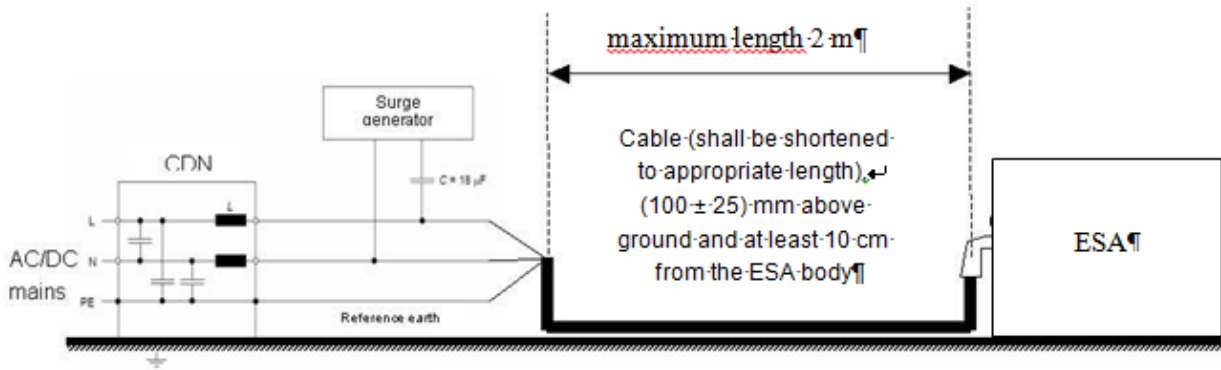 maximum·length·2·m¶
Surge
generator
CDN
C = 18 µF
L
L
N
PE
AC/DC
mains
Reference earth
Cable·(shall·be·shortened·
to·appropriate·length),↵
(100·±·25)·mm·above·
ground·and·at·least·10·cm·
from·the·ESA·body¶
ESA¶